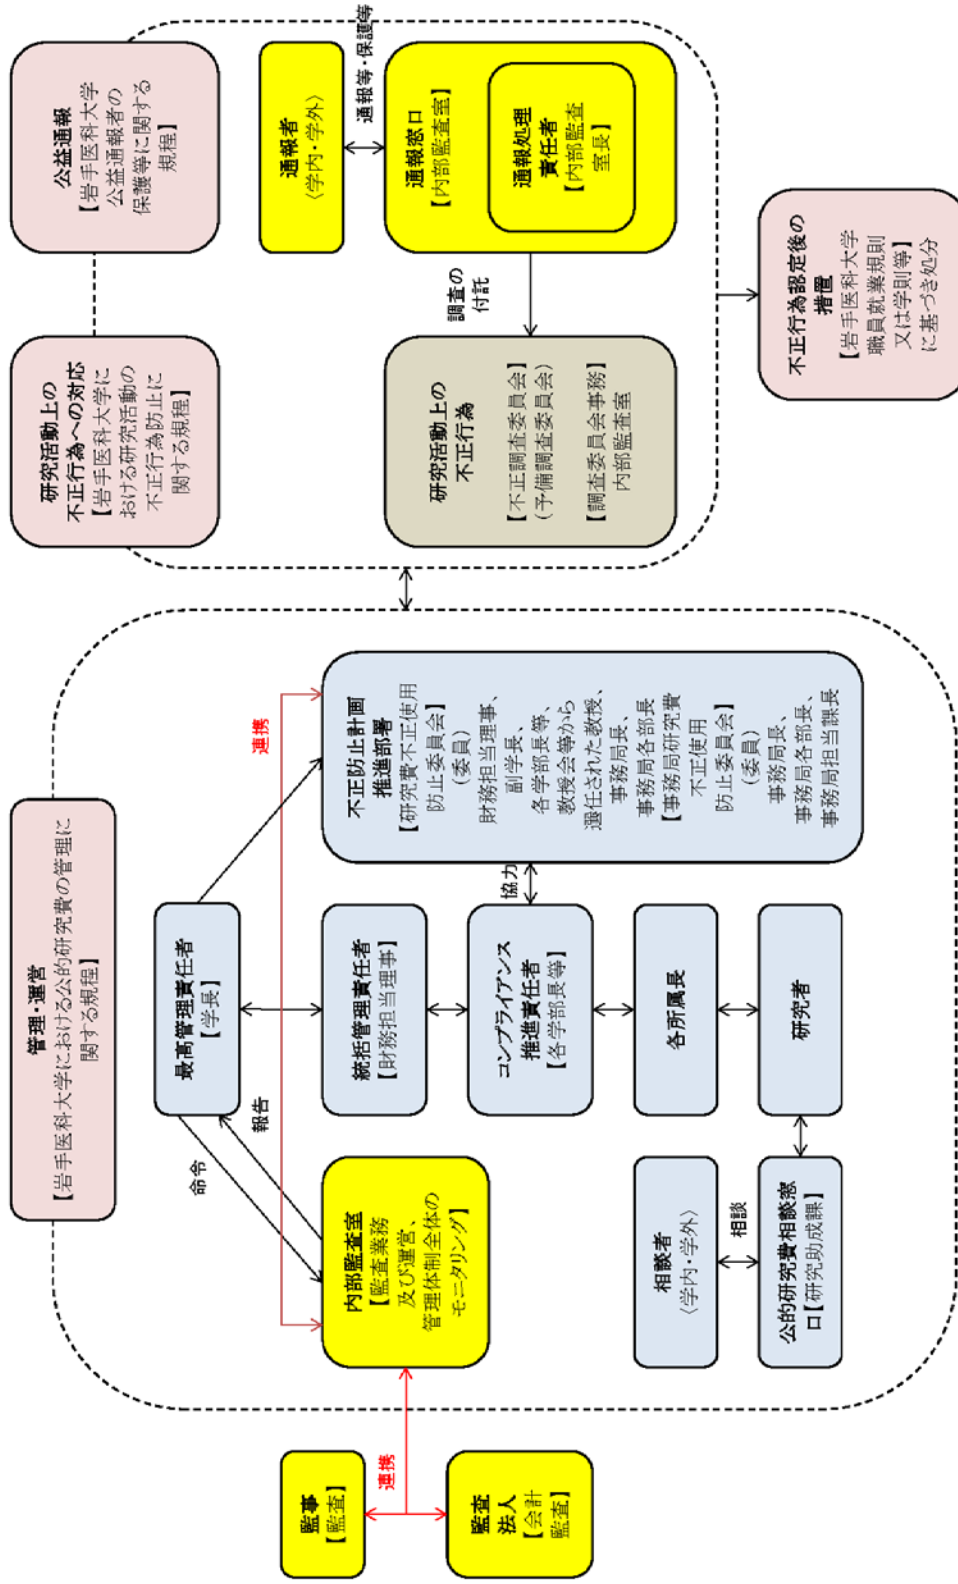 管理・運営
【岩手医科大学における公的研究費の管理に
関する規程】
最高管理責任者
【学長】
命令
報告
連携
内部監査室
【監査業務
及び運営、
管理体制全体の
モニタリング】
監事
【監査】
連携
監査
法人
【会計
監査】
統括管理責任者
【財務担当理事】
コンプライアンス
推進責任者
【各学部長等】
協力
各所属長
研究者
相談者
〈学内・学外〉
相談
公的研究費相談窓
口【研究助成課】
不正防止計画
推進部署
【研究費不正使用
防止委員会】
(委員)
財務担当理事、
副学長、
各学部長等、
教授会等から
選任された教授、
事務局長、
事務局各部長
【事務局研究費
不正使用
防止委員会】
(委員)
事務局長、
事務局各部長、
事務局担当課長
研究活動上の
不正行為への対応
【岩手医科大学に
おける研究活動の
不正行為防止に
関する規程】
公益通報
【岩手医科大学
公益通報者の
保護等に関する
規程】
通報者
〈学内・学外〉
通報等・保護等
通報窓口
【内部監査室】
通報処理
責任者
【内部監査
室長】
調査の
付託
研究活動上の
不正行為
【不正調査委員会】
(予備調査委員会)
【調査委員会事務】
内部監査室
不正行為認定後の
措置
【岩手医科大学
職員就業規則
又は学則等】
に基づき処分